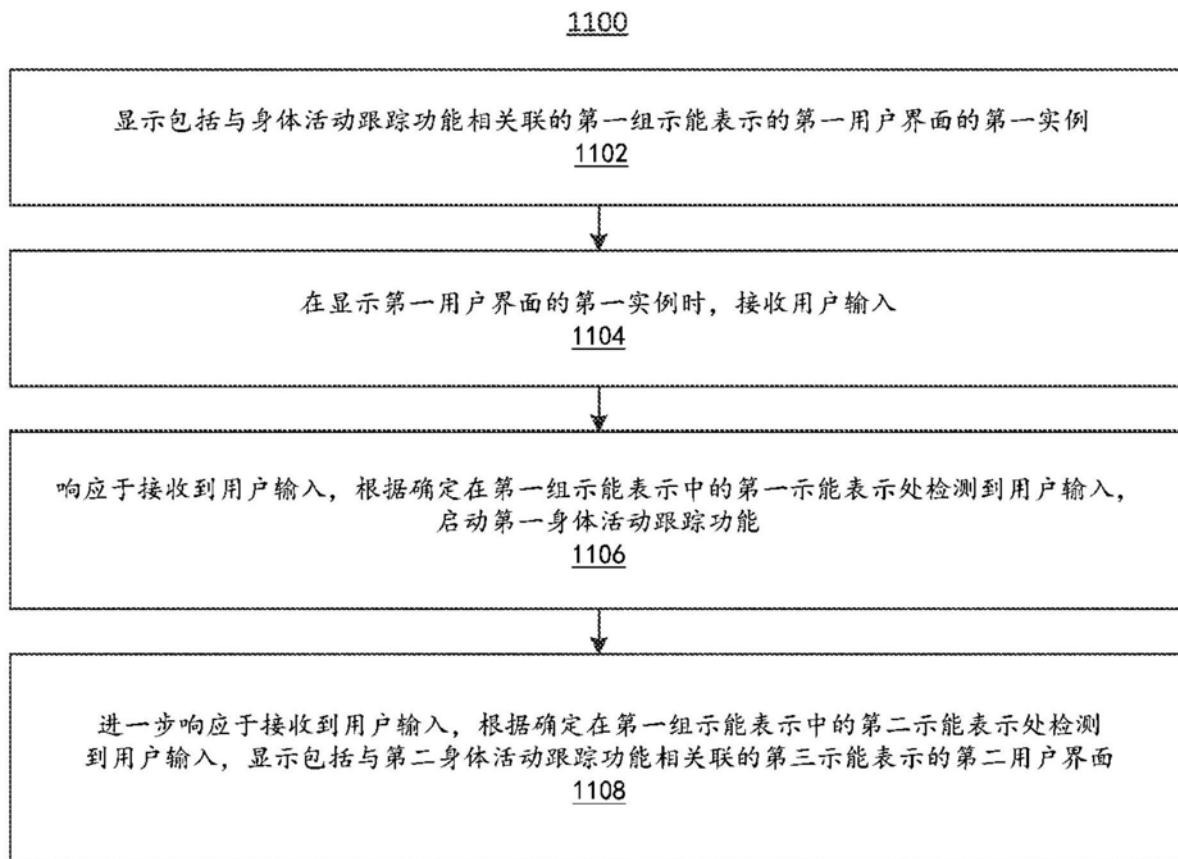 1100
显示包括与身体活动跟踪功能相关联的第一组示能表示的第一用户界面的第一实例
1102
在显示第一用户界面的第一实例时，接收用户输入
1104
响应于接收到用户输入，根据确定在第一组示能表示中的第一示能表示处检测到用户输入，
启动第一身体活动跟踪功能
1106
进一步响应于接收到用户输入，根据确定在第一组示能表示中的第二示能表示处检测
到用户输入，显示包括与第二身体活动跟踪功能相关联的第三示能表示的第二用户界面
1108